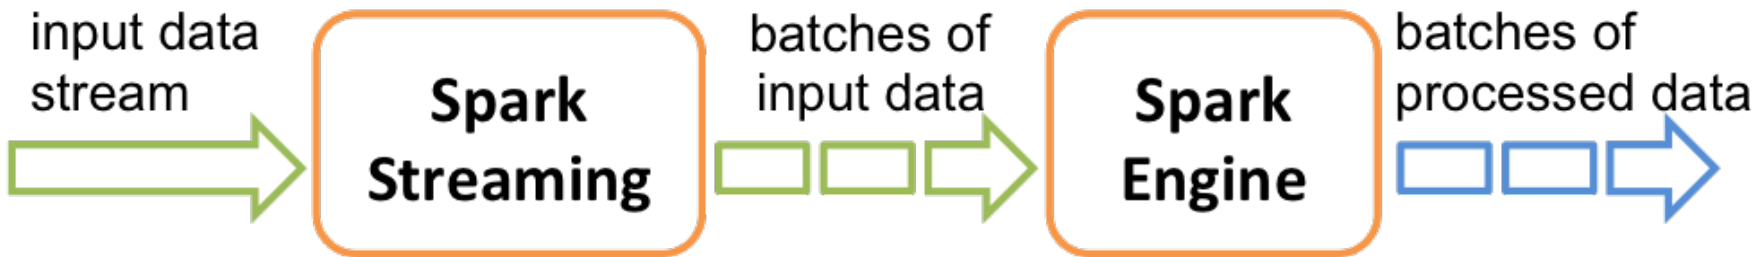 input data
stream
Spark
Streaming
batches of
input data
Spark
Engine
batches of
processed data